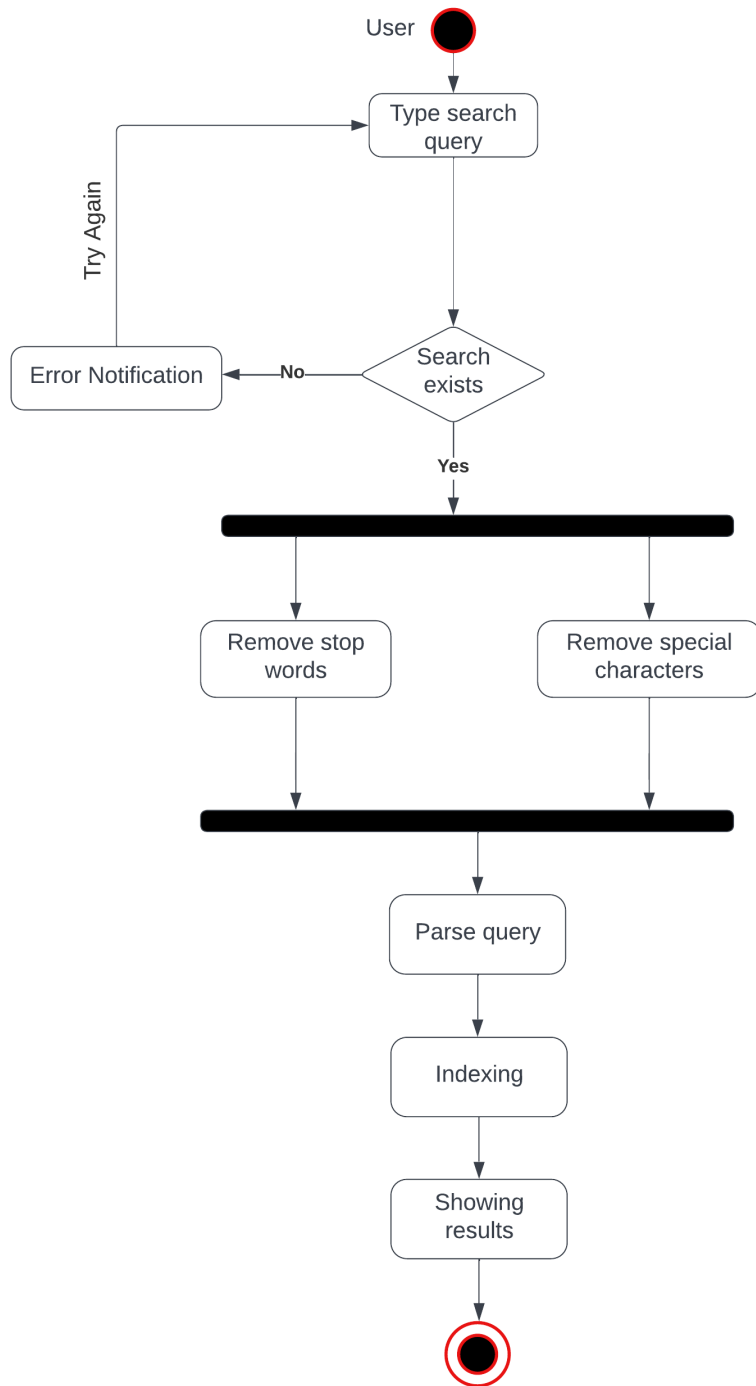 User
Type search
query
Try Again
Search
exists
Error Notification
No
Yes
Remove stop
words
Remove special
characters
Parse query
Indexing
Showing
results